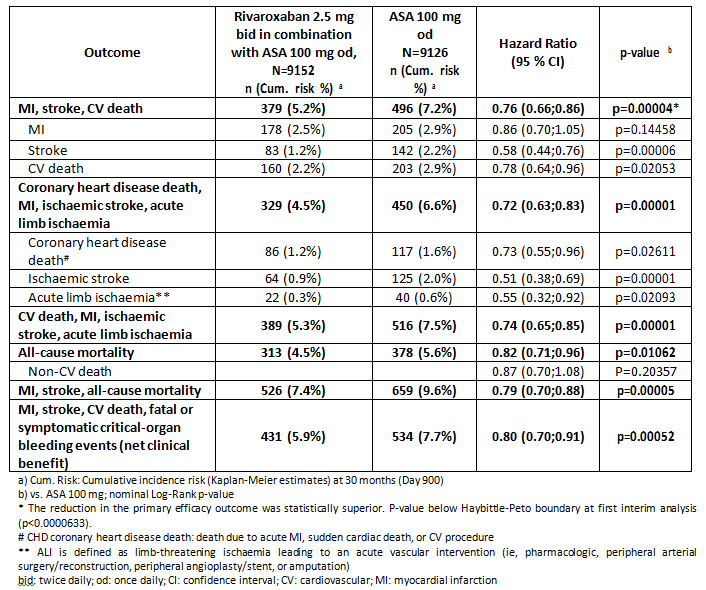 Outcome
Rivaroxaban 2.5 mg
bid in combination
with ASA 100 mg od,
N=9152
n (Cum. risk %) a
ASA 100 mg
od
N=9126
n (Cum. risk
%) a
Hazard Ratio
(95 % CI)
p-value b
MI, stroke, CV death 379 (5.2%) 496 (7.2%) 0.76 (0.66;0.86) p=0.00004*
MI 178 (2.5%) 205 (2.9%) 0.86 (0.70;1.05) p=0.14458
Stroke 83 (1.2%) 142 (2.2%) 0.58 (0.44;0.76) p=0.00006
CV death 160 (2.2%) 203 (2.9%) 0.78 (0.64;0.96) p=0.02053
Coronary heart disease death,
MI, ischaemic stroke, acute
limb ischaemia
329 (4.5%) 450 (6.6%) 0.72 (0.63;0.83) p=0.00001
Coronary heart disease
death#
86 (1.2%) 117 (1.6%) 0.73 (0.55;0.96) p=0.02611
Ischaemic stroke 64 (0.9%) 125 (2.0%) 0.51 (0.38;0.69) p=0.00001
Acute limb ischaemia** 22 (0.3%) 40 (0.6%) 0.55 (0.32;0.92) p=0.02093
CV death, MI, ischaemic
stroke, acute limb ischaemia
389 (5.3%) 516 (7.5%) 0.74 (0.65;0.85) p=0.00001
All-cause mortality 313 (4.5%) 378 (5.6%) 0.82 (0.71;0.96) p=0.01062
Non-CV death 0.87 (0.70;1.08) P=0.20357
MI, stroke, all-cause mortality 526 (7.4%) 659 (9.6%) 0.79 (0.70;0.88) p=0.00005
MI, stroke, CV death, fatal or
symptomatic critical-organ
bleeding events (net clinical
benefit)
431 (5.9%) 534 (7.7%) 0.80 (0.70;0.91) p=0.00052
a) Cum. Risk: Cumulative incidence risk (Kaplan-Meier estimates) at 30 months (Day 900)
b) vs. ASA 100 mg; nominal Log-Rank p-value
* The reduction in the primary efficacy outcome was statistically superior. P-value below Haybittle-Peto boundary at first interim analysis
(p<0.0000633).
# CHD coronary heart disease death: death due to acute MI, sudden cardiac death, or CV procedure
** ALI is defined as limb-threatening ischaemia leading to an acute vascular intervention (ie, pharmacologic, peripheral arterial
surgery/reconstruction, peripheral angioplasty/stent, or amputation)
bid: twice daily; od: once daily; CI: confidence interval; CV: cardiovascular; MI: myocardial infarction